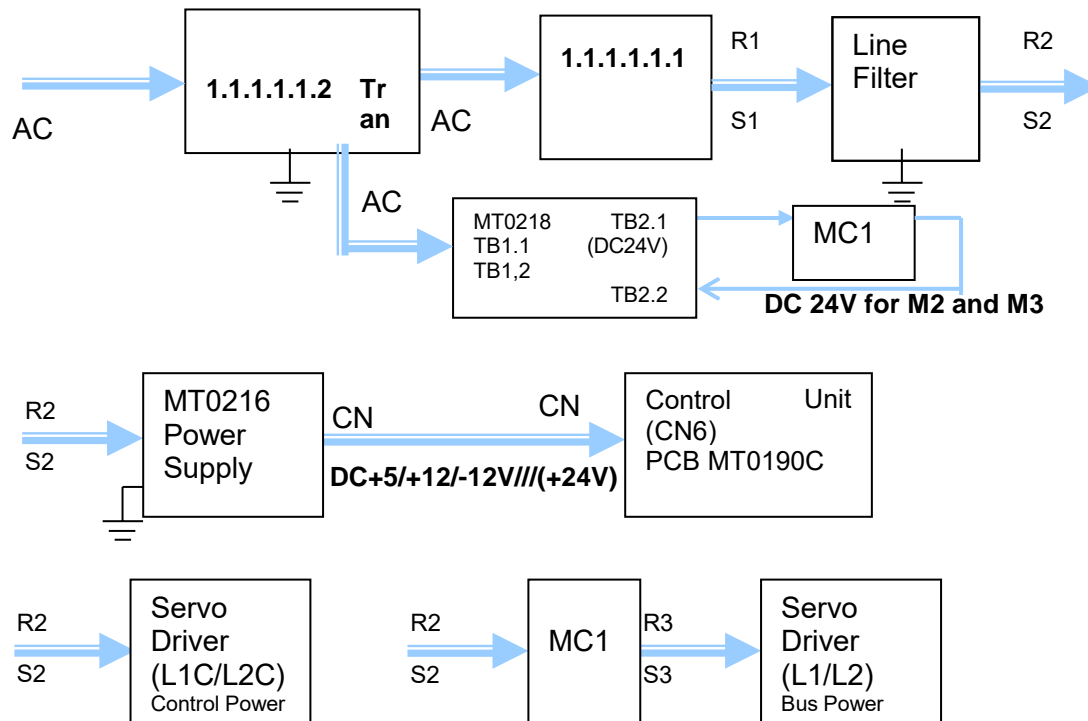 AC
1.1.1.1.1.2 Tr
an
AC
1.1.1.1.1.1
R1
S1
Line
Filter
R2
S2
AC
MT0218
TB1.1
TB1,2
TB2.1
(DC24V)
TB2.2
MC1
DC 24V for M2 and M3
R2
S2
MT0216
Power
Supply
CN
CN
DC+5/+12/-12V///(+24V)
Control Unit
(CN6)
PCB MT0190C
R2
S2
Servo
Driver
(L1C/L2C)
Control Power
R2
S2
MC1
R3
S3
Servo
Driver
(L1/L2)
Bus Power